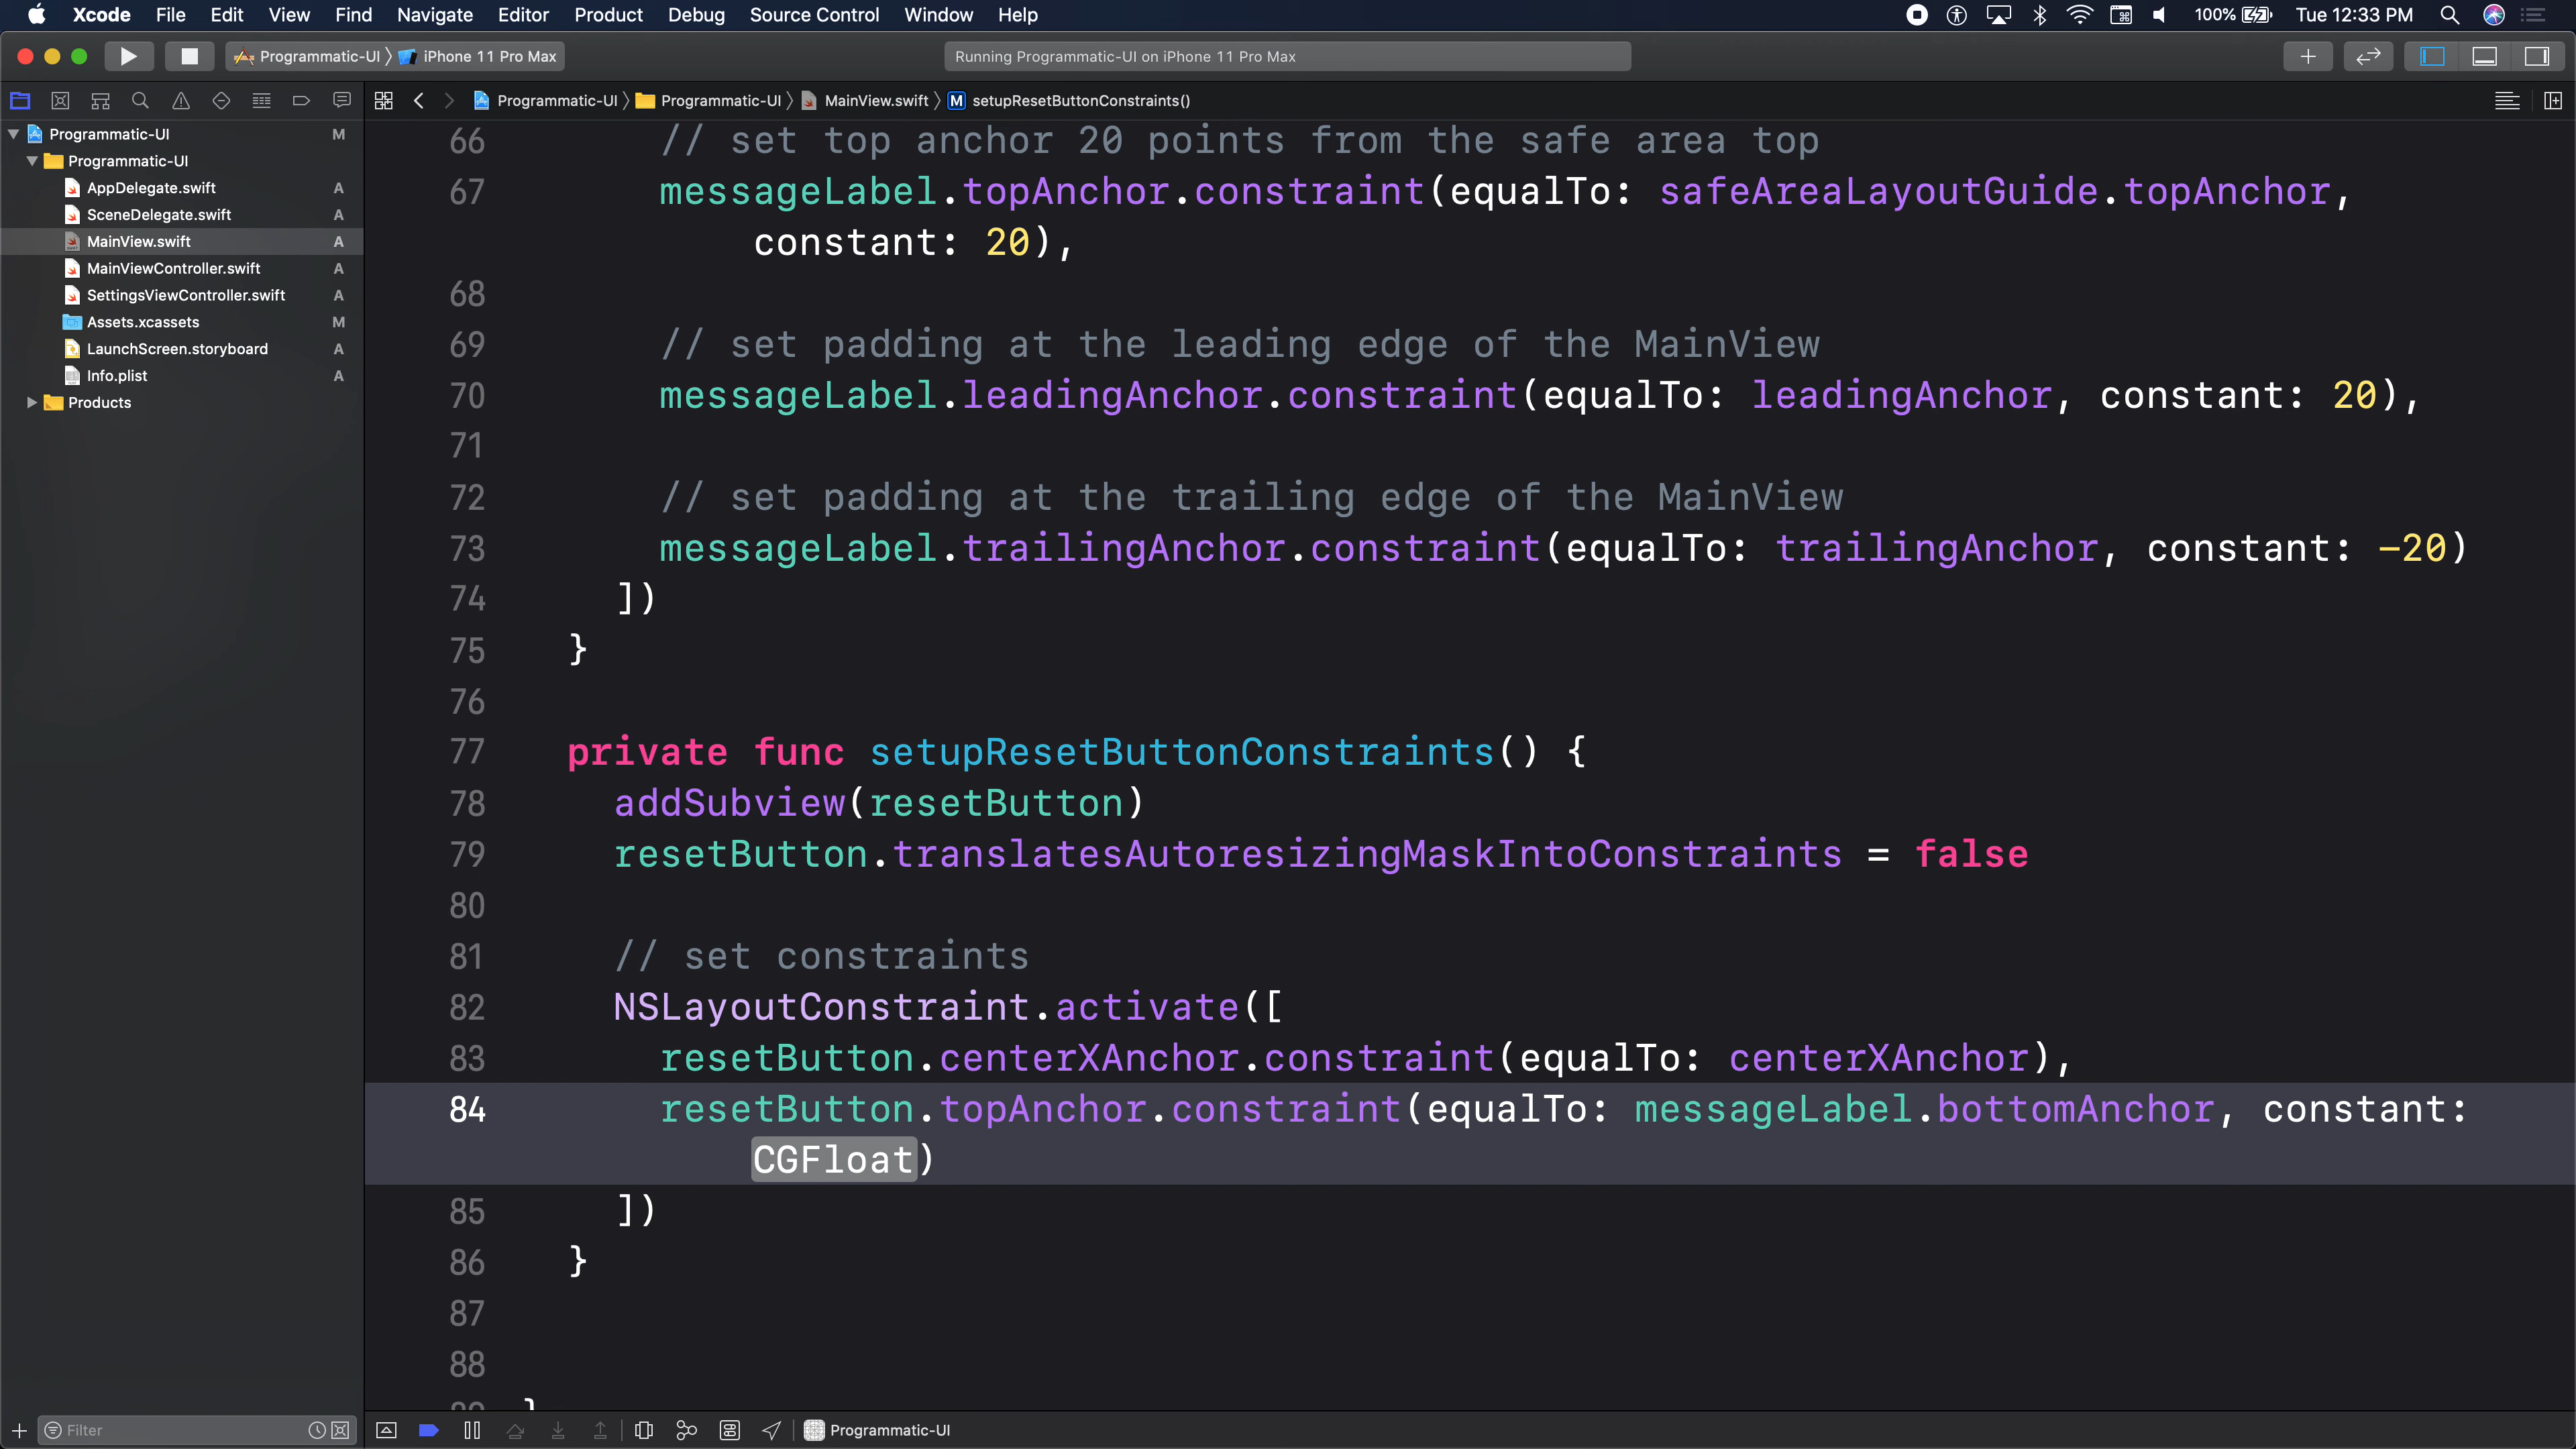 Xcode File Edit View Find Navigate Editor Product Debug Source Control Window Help 100% Tue 12:33 PM
Programmatic-UI iPhone 11 Pro Max Running Programmatic-UI on iPhone 11 Pro Max
Programmatic-UI Programmatic-UI MainView.swift M setupResetButtonConstraints()
Programmatic-UI M
Programmatic-UI
AppDelegate.swift A
SceneDelegate.swift A
MainView.swift A
MainViewController.swift A
SettingsViewController.swift A
Assets.xcassets M
LaunchScreen.storyboard A
Info.plist A
Products
66 // set top anchor 20 points from the safe area top
67 messageLabel.topAnchor.constraint(equalTo: safeAreaLayoutGuide.topAnchor,
constant: 20),
68
69 // set padding at the leading edge of the MainView
70 messageLabel.leadingAnchor.constraint(equalTo: leadingAnchor, constant: 20),
71
72 // set padding at the trailing edge of the MainView
73 messageLabel.trailingAnchor.constraint(equalTo: trailingAnchor, constant: -20)
74 ])
75 }
76
77 private func setupResetButtonConstraints() {
78 addSubview(resetButton)
79 resetButton.translatesAutoresizingMaskIntoConstraints = false
80
81 // set constraints
82 NSLayoutConstraint.activate([
83 resetButton.centerXAnchor.constraint(equalTo: centerXAnchor),
84 resetButton.topAnchor.constraint(equalTo: messageLabel.bottomAnchor, constant:
CGFloat)
85 ])
86 }
87
88
Filter
Programmatic-UI